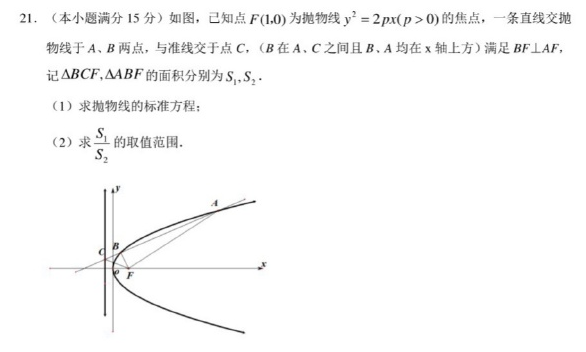 21. （本小题满分 15 分）如图，已知点 F(1,0) 为抛物线 y² = 2px(p > 0) 的焦点，一条直线交抛
物线于 A、B 两点，与准线交于点 C，（B 在 A、C 之间且 B、A 均在 x 轴上方）满足 BF⊥AF，
记 ΔBCF, ΔABF 的面积分别为 S₁, S₂．
（1）求抛物线的标准方程；
（2）求 S₁/S₂ 的取值范围．
y
A
C B
x
O F